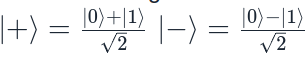 |+⟩ = |0⟩+|1⟩/√2 |−⟩ = |0⟩−|1⟩/√2